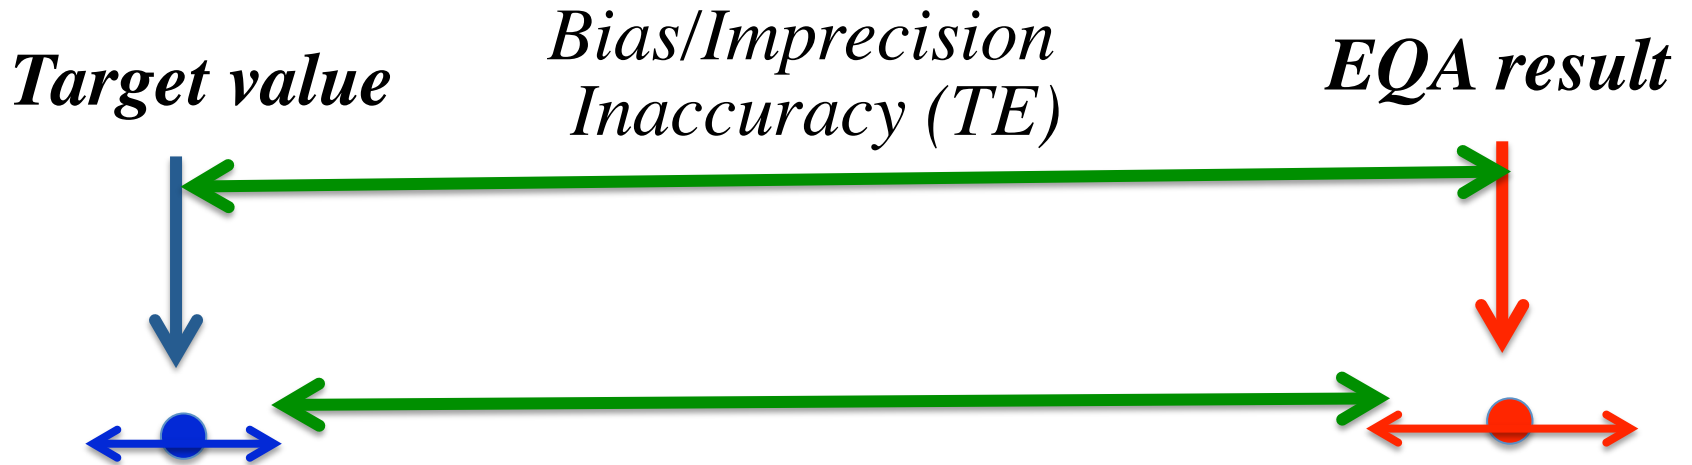 Target value
Bias/Imprecision
Inaccuracy (TE)
EQA result